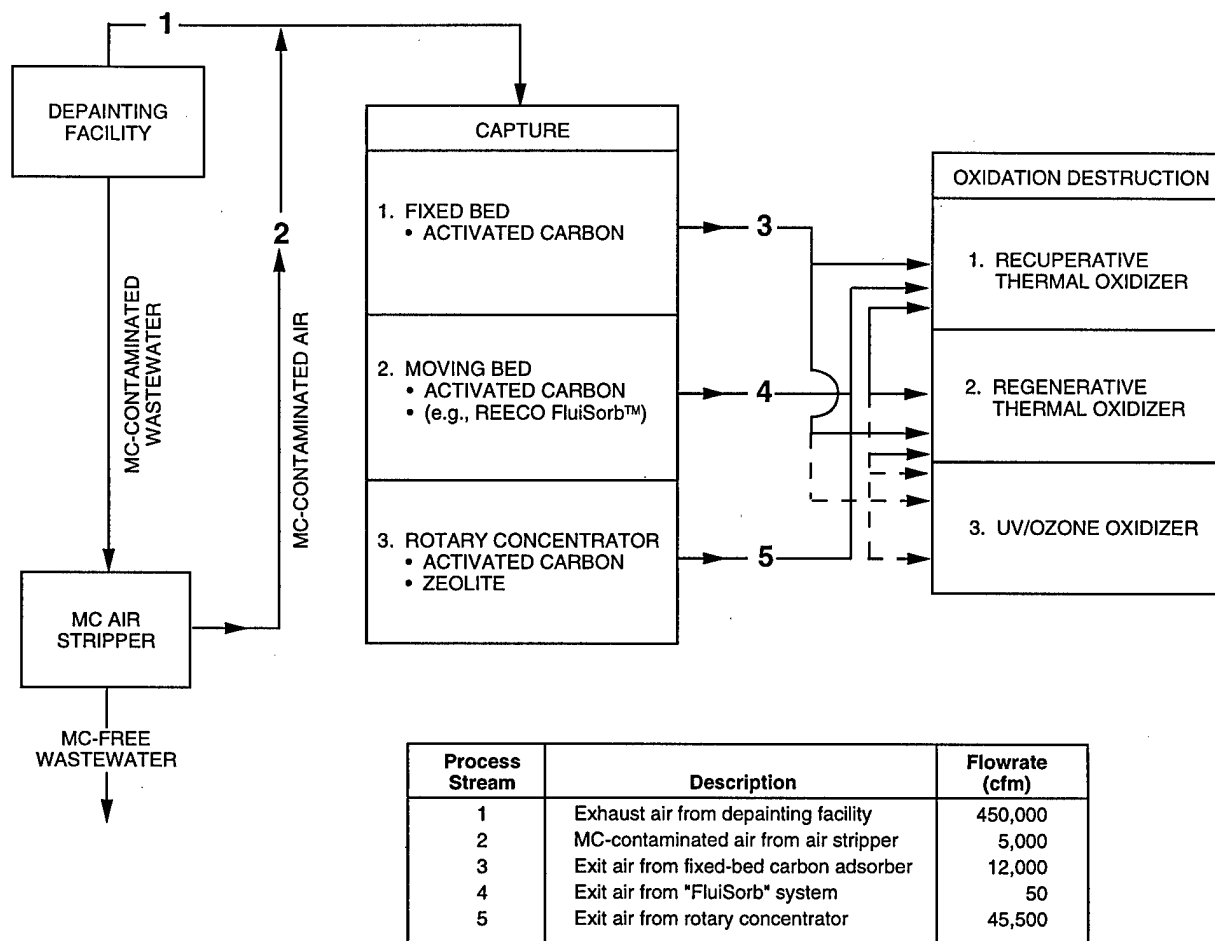 1
DEPAINTING
FACILITY
MC-CONTAMINATED
WASTEWATER
2
MC-CONTAMINATED AIR
MC AIR
STRIPPER
MC-FREE
WASTEWATER
CAPTURE
1. FIXED BED
• ACTIVATED CARBON
3
2. MOVING BED
• ACTIVATED CARBON
• (e.g., REECO FluiSorb™)
4
3. ROTARY CONCENTRATOR
• ACTIVATED CARBON
• ZEOLITE
5
OXIDATION DESTRUCTION
1. RECUPERATIVE
THERMAL OXIDIZER
2. REGENERATIVE
THERMAL OXIDIZER
3. UV/OZONE OXIDIZER
Process
Stream
Description
Flowrate
(cfm)
1 Exhaust air from depainting facility 450,000
2 MC-contaminated air from air stripper 5,000
3 Exit air from fixed-bed carbon adsorber 12,000
4 Exit air from "FluiSorb" system 50
5 Exit air from rotary concentrator 45,500